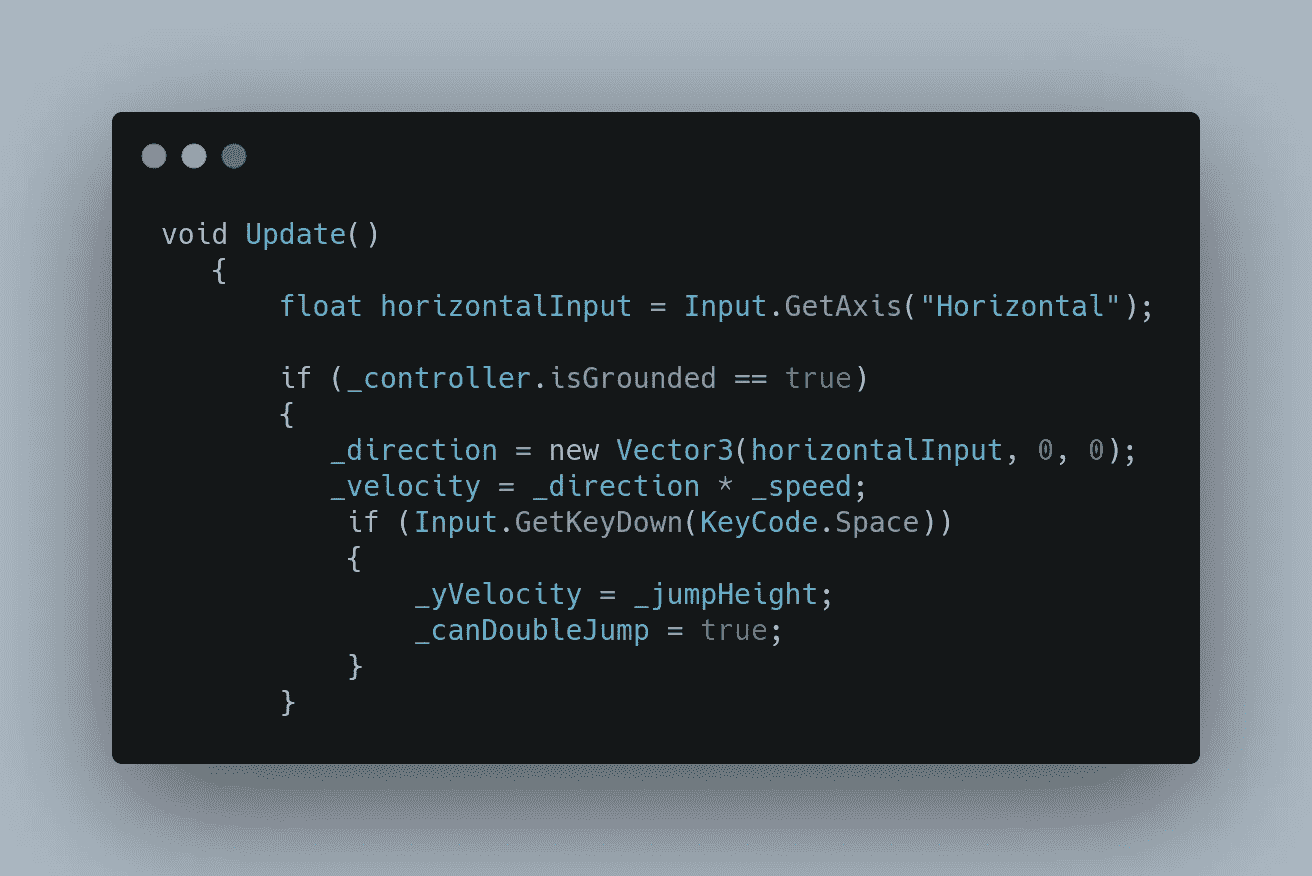 void Update()
{
float horizontalInput = Input.GetAxis("Horizontal");
if (_controller.isGrounded == true)
{
_direction = new Vector3(horizontalInput, 0, 0);
_velocity = _direction * _speed;
if (Input.GetKeyDown(KeyCode.Space))
{
_yVelocity = _jumpHeight;
_canDoubleJump = true;
}
}